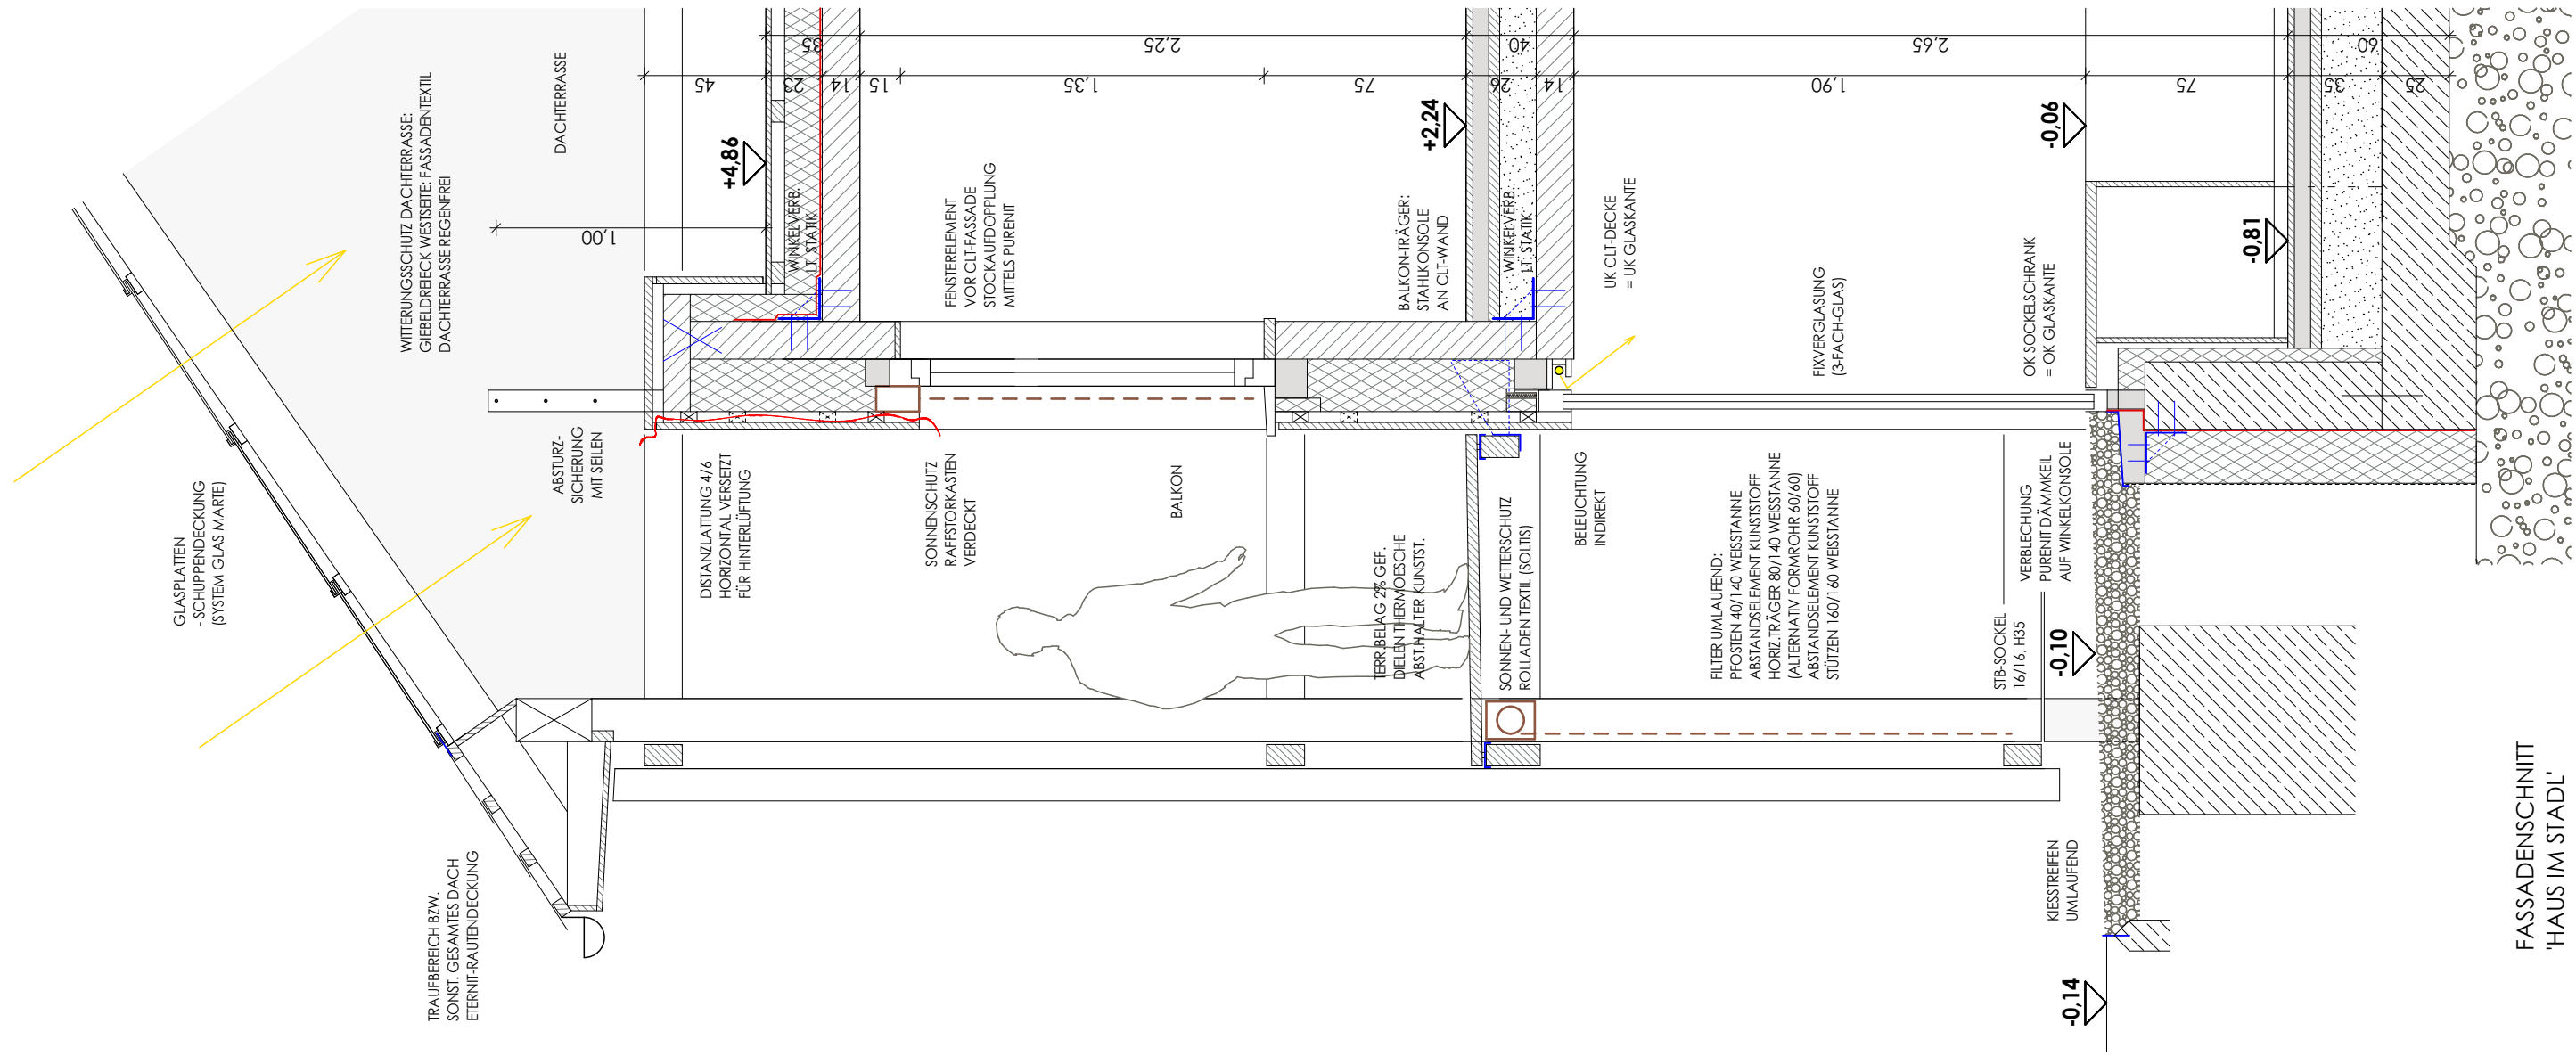 GLASPLATTEN
- SCHUPPENDECKUNG
(SYSTEM GLAS MARTE)
TRAUFBEREICH BZW.
SONST. GESAMTES DACH
ETERNIT-RAUTENDECKUNG
WITTERUNGSSCHUTZ DACHTERRASSE:
GIEBELDREIECK WESTSEITE: FASSADENTEXTIL
DACHTERRASSE REGENFREI
DACHTERRASSE
1,00
ABSTURZ-
SICHERUNG
MIT SEILEN
+4,86
WINKELVERB.
LT. STATIK
DISTANZLATTUNG 4/6
HORIZONTAL VERSETZT
FÜR HINTERLÜFTUNG
FENSTERELEMENT
VOR CLT-FASSADE
STOCKAUFDOPPLUNG
MITTELS PURENIT
SONNENSCHUTZ
RAFFSTORKASTEN
VERDECKT
BALKON
BALKON-TRÄGER:
STAHLKONSOLE
AN CLT-WAND
+2,24
WINKELVERB.
LT. STATIK
TERR.BELAG 2% GEF.
DIELEN THERMOESCHE
ABST.HALTER KUNSTST.
SONNEN- UND WETTERSCHUTZ
ROLLADEN TEXTIL (SOLTIS)
BELEUCHTUNG
INDIREKT
UK CLT-DECKE
= UK GLASKANTE
FILTER UMLAUFEND:
PFOSTEN 40/140 WEISSTANNE
ABSTANDSELEMENT KUNSTSTOFF
HORIZ.TRÄGER 80/140 WEISSTANNE
(ALTERNATIV FORMROHR 60/60)
ABSTANDSELEMENT KUNSTSTOFF
STÜTZEN 160/160 WEISSTANNE
FIXVERGLASUNG
(3-FACH-GLAS)
OK SOCKELSCHRANK
= OK GLASKANTE
-0,06
-0,81
STB-SOCKEL
16/16, H35
VERBLECHUNG
PURENIT DÄMMKEIL
AUF WINKELKONSOLE
-0,10
KIESSTREIFEN
UMLAUFEND
-0,14
35
2,25
40
2,65
60
45
23
14
15
1,35
75
26
14
1,90
75
35
25
FASSADENSCHNITT
'HAUS IM STADL'